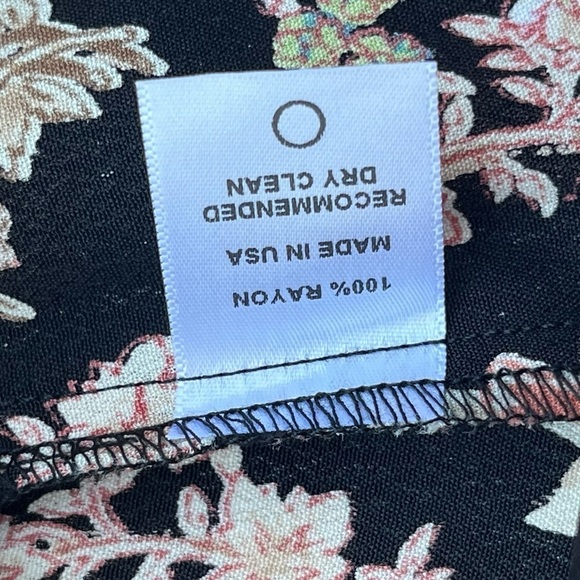 100% RAYON
MADE IN USA
RECOMMENDED
DRY CLEAN